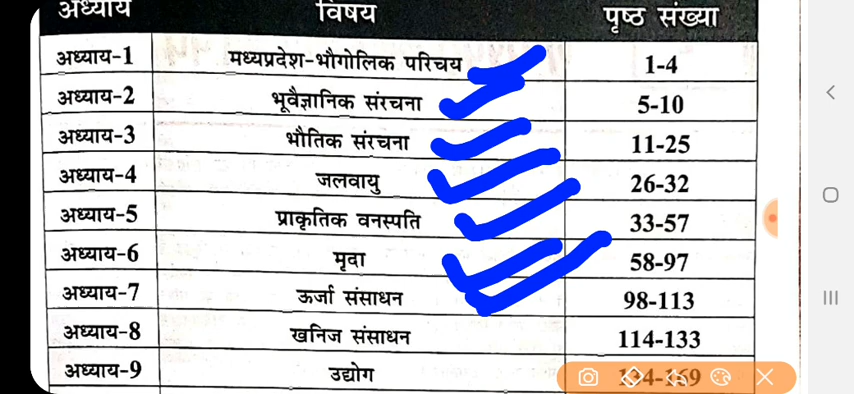 अध्याय विषय पृष्ठ संख्या
अध्याय-1 मध्यप्रदेश-भौगोलिक परिचय 1-4
अध्याय-2 भूवैज्ञानिक संरचना 5-10
अध्याय-3 भौतिक संरचना 11-25
अध्याय-4 जलवायु 26-32
अध्याय-5 प्राकृतिक वनस्पति 33-57
अध्याय-6 मृदा 58-97
अध्याय-7 ऊर्जा संसाधन 98-113
अध्याय-8 खनिज संसाधन 114-133
अध्याय-9 उद्योग 134-169